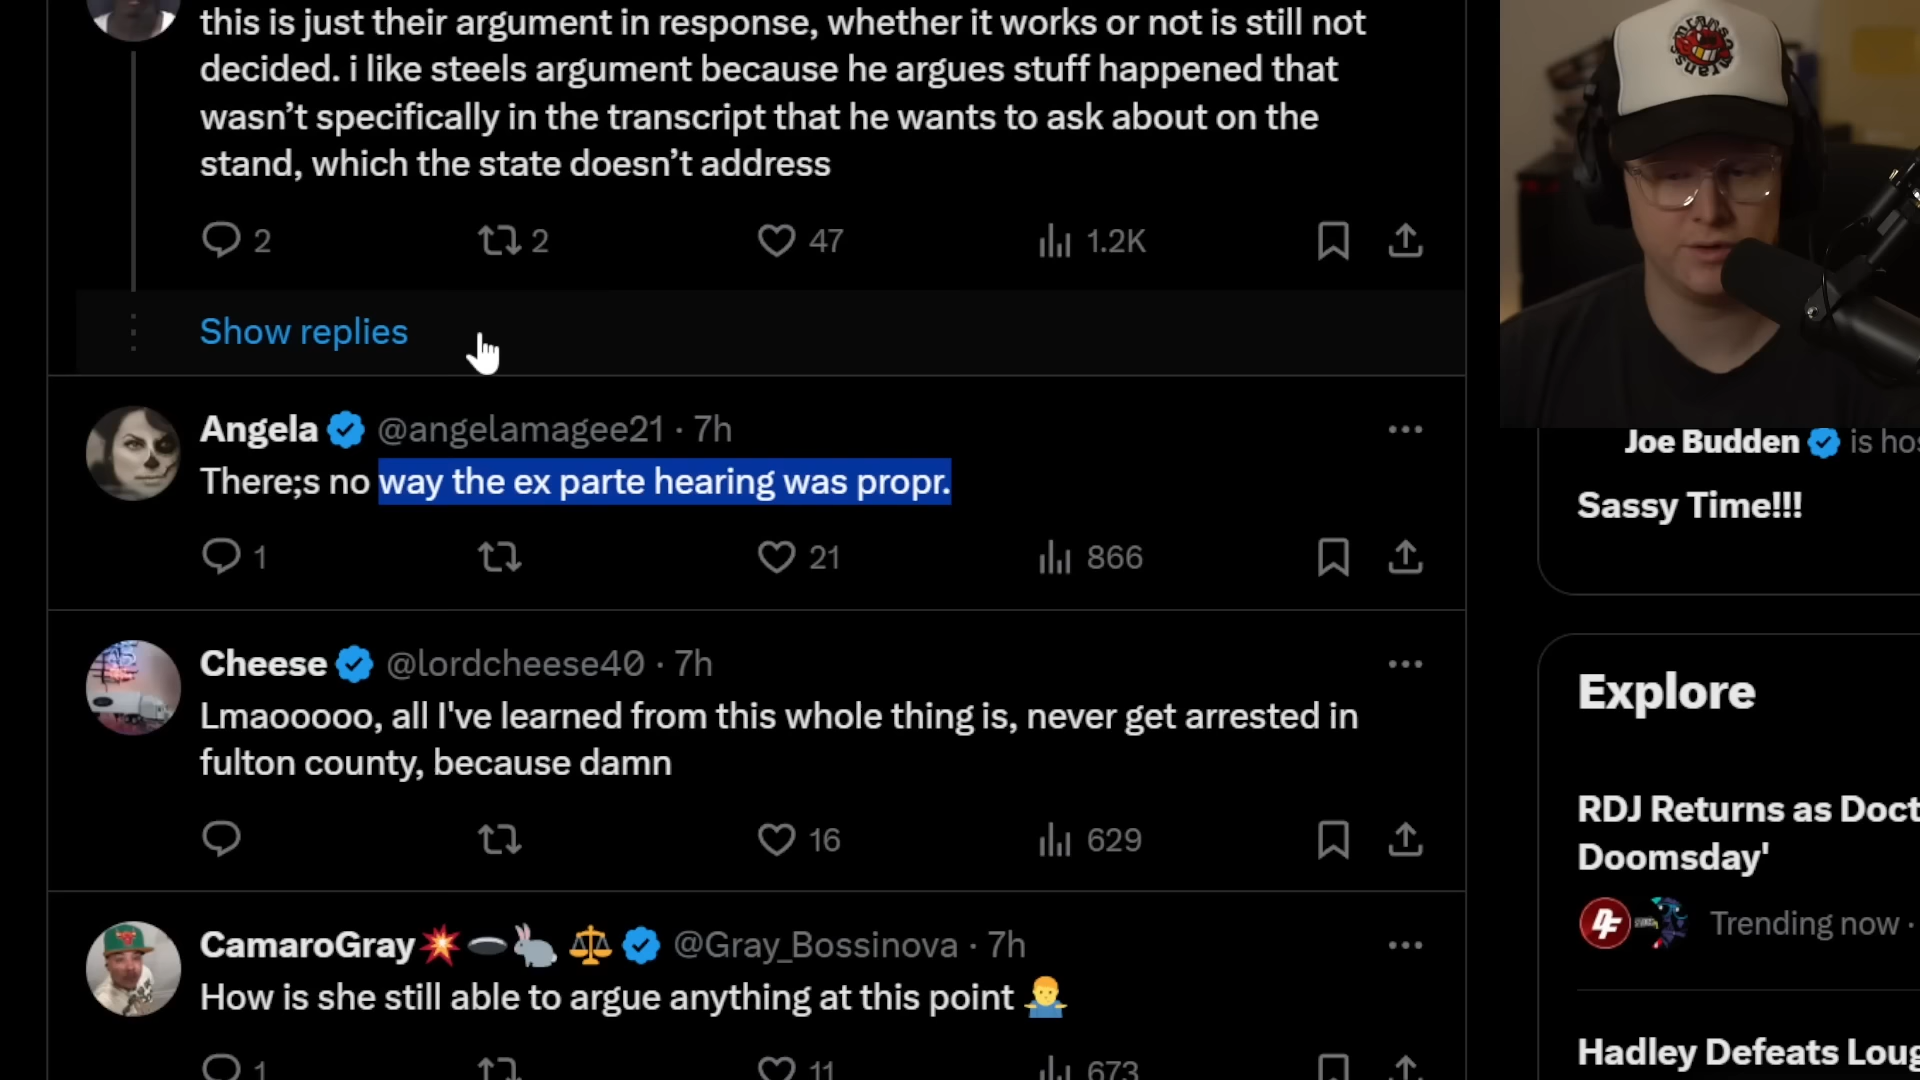 this is just their argument in response, whether it works or not is still not
decided. i like steels argument because he argues stuff happened that
wasn’t specifically in the transcript that he wants to ask about on the
stand, which the state doesn’t address
2 2 47 1.2K
Show replies
Angela @angelamagee21 · 7h
There;s no way the ex parte hearing was propr.
1 21 866
Cheese @lordcheese40 · 7h
Lmaooooo, all I've learned from this whole thing is, never get arrested in
fulton county, because damn
16 629
CamaroGray💥🕳️🐇⚖️ @Gray_Bossinova · 7h
How is she still able to argue anything at this point 🤷‍♂️
1 11 673
Joe Budden is hos
Sassy Time!!!
Explore
RDJ Returns as Doct
Doomsday'
Trending now ·
Hadley Defeats Loug